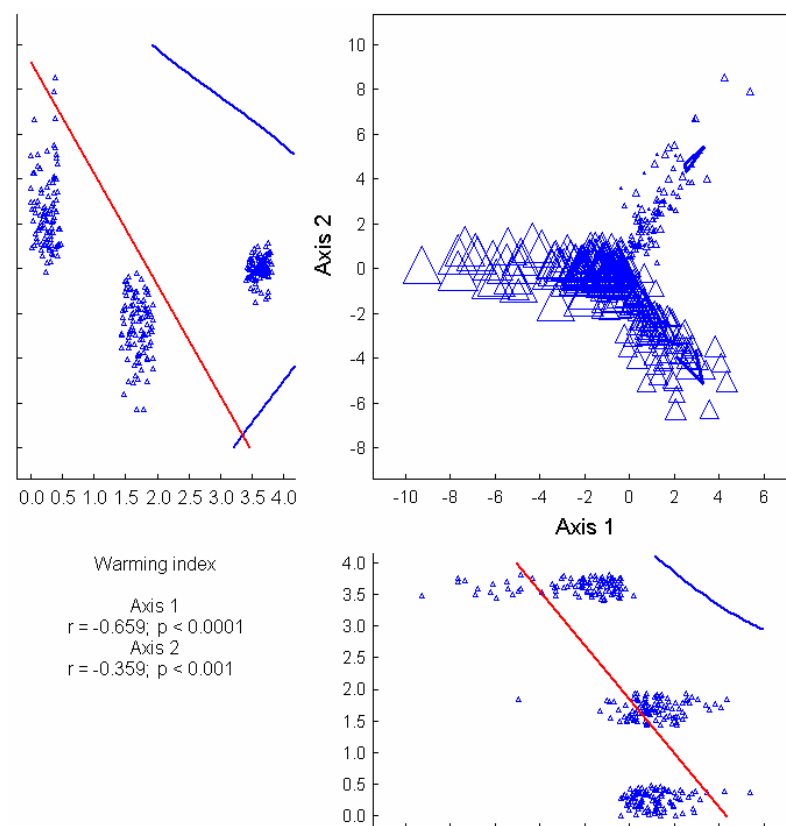 10
8
6
4
2
0
-2
-4
-6
-8
Axis 2
0.0 0.5 1.0 1.5 2.0 2.5 3.0 3.5 4.0
-10 -8 -6 -4 -2 0 2 4 6
Axis 1
Warming index
Axis 1
r = -0.659; p < 0.0001
Axis 2
r = -0.359; p < 0.001
4.0
3.5
3.0
2.5
2.0
1.5
1.0
0.5
0.0